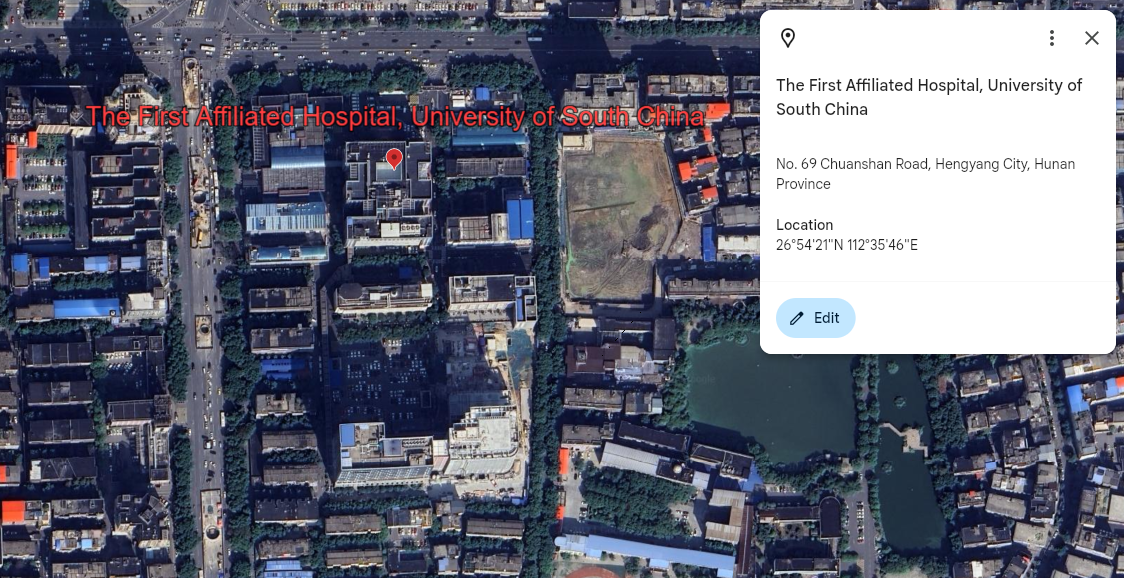 The First Affiliated Hospital, University of South China
The First Affiliated Hospital, University of
South China
No. 69 Chuanshan Road, Hengyang City, Hunan
Province
Location
26°54'21"N 112°35'46"E
Edit